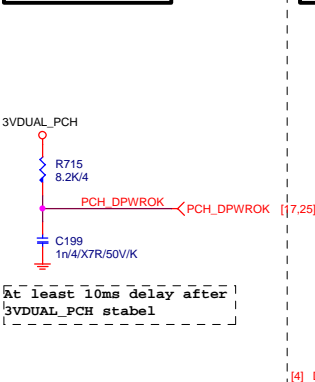 3VDUAL_PCH
R715
8.2K/4
PCH_DPWROK
PCH_DPWROK [17,25]
C199
1n/4/X7R/50V/K
At least 10ms delay after
3VDUAL_PCH stabel
[4]